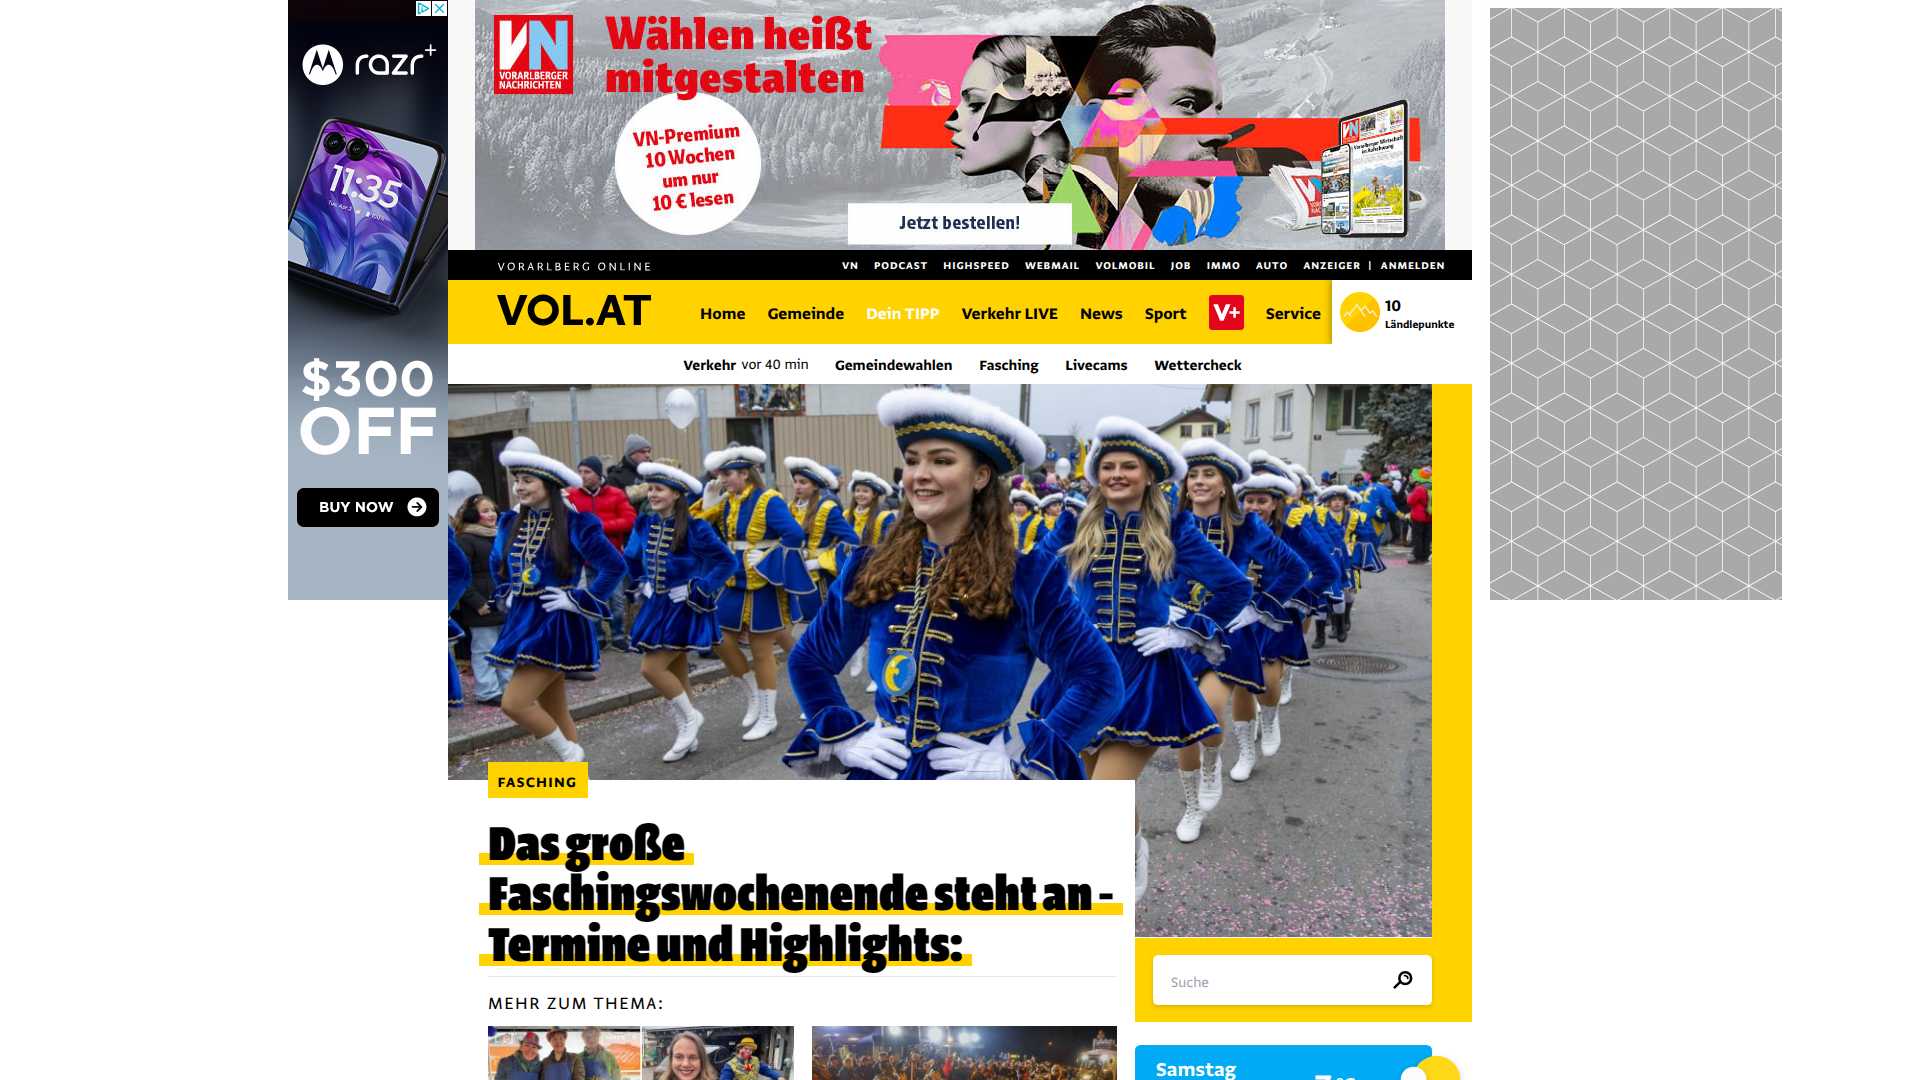 razr+
11:35
$300
OFF
BUY NOW
VN
VORARLBERGER
NACHRICHTEN
Wählen heißt
mitgestalten
VN-Premium
10 Wochen
um nur
10 € lesen
Jetzt bestellen!
VORARLBERG ONLINE
VN PODCAST HIGHSPEED WEBMAIL VOLMOBIL JOB IMMO AUTO ANZEIGER | ANMELDEN
VOL.AT
Home Gemeinde Dein TIPP Verkehr LIVE News Sport V+ Service
10
Ländlepunkte
Verkehr vor 40 min Gemeindewahlen Fasching Livecams Wettercheck
FASCHING
Das große
Faschingswochenende steht an -
Termine und Highlights:
MEHR ZUM THEMA:
Suche
Samstag